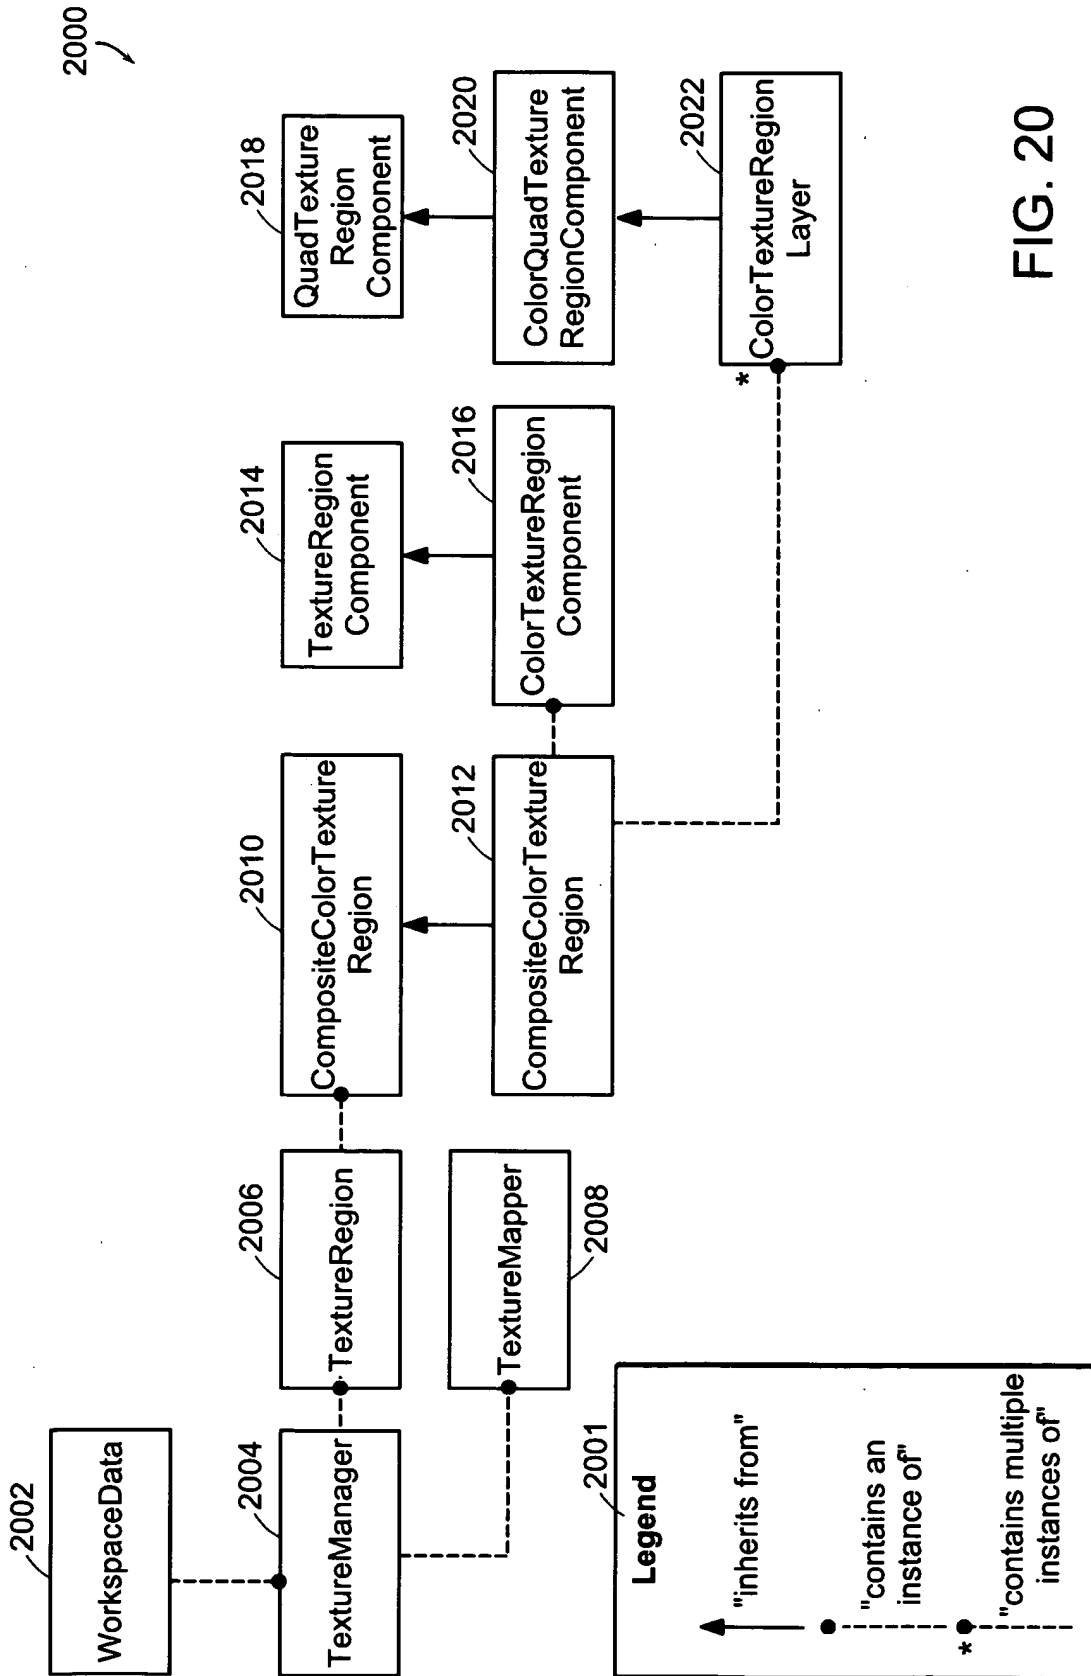 2000
2002
WorkspaceData
2004
TextureManager
2006
TextureRegion
TextureMapper
2008
2010
CompositeColorTexture
Region
2012
CompositeColorTexture
Region
2014
TextureRegion
Component
2016
ColorTextureRegion
Component
2018
QuadTexture
Region
Component
2020
ColorQuadTexture
RegionComponent
2022
*
ColorTextureRegion
Layer
2001
Legend
"inherits from"
"contains an
instance of"
*
"contains multiple
instances of"
FIG. 20